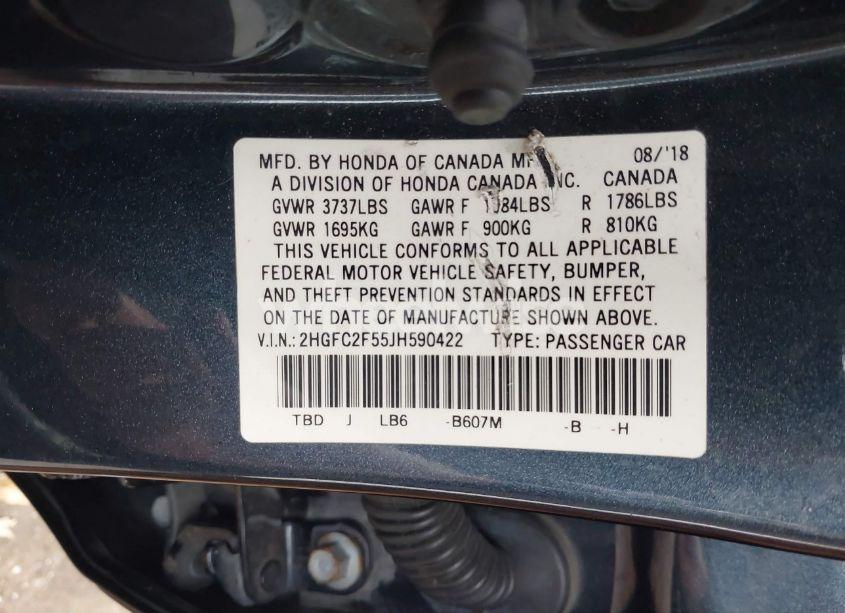 MFD. BY HONDA OF CANADA 08/'18
A DIVISION OF HONDA CANADA INC. CANADA
GVWR 3737LBS GAWR F 1984LBS R 1786LBS
GVWR 1695KG GAWR F 900KG R 810KG
THIS VEHICLE CONFORMS TO ALL APPLICABLE
FEDERAL MOTOR VEHICLE SAFETY, BUMPER,
AND THEFT PREVENTION STANDARDS IN EFFECT
ON THE DATE OF MANUFACTURE SHOWN ABOVE.
V.I.N.: 2HGFC2F55JH590422 TYPE: PASSENGER CAR
TBD J LB6 -B607M -B -H